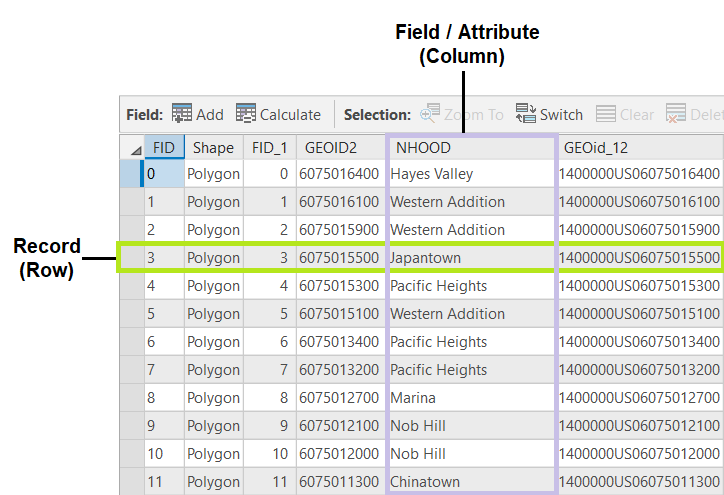 Field / Attribute
(Column)
Field: Add Calculate Selection: Zoom To Switch Clear Delet
FID Shape FID_1 GEOID2 NHOOD GEOid_12
0 Polygon 0 6075016400 Hayes Valley 1400000US06075016400
1 Polygon 1 6075016100 Western Addition 1400000US06075016100
2 Polygon 2 6075015900 Western Addition 1400000US06075015900
Record
(Row)
3 Polygon 3 6075015500 Japantown 1400000US06075015500
4 Polygon 4 6075015300 Pacific Heights 1400000US06075015300
5 Polygon 5 6075015100 Western Addition 1400000US06075015100
6 Polygon 6 6075013400 Pacific Heights 1400000US06075013400
7 Polygon 7 6075013200 Pacific Heights 1400000US06075013200
8 Polygon 8 6075012700 Marina 1400000US06075012700
9 Polygon 9 6075012100 Nob Hill 1400000US06075012100
10 Polygon 10 6075012000 Nob Hill 1400000US06075012000
11 Polygon 11 6075011300 Chinatown 1400000US06075011300